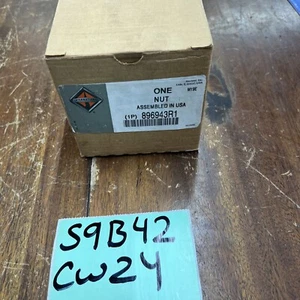 ONE
NUT
ASSEMBLED IN USA
(1P) 896943R1
S9B42
CW24